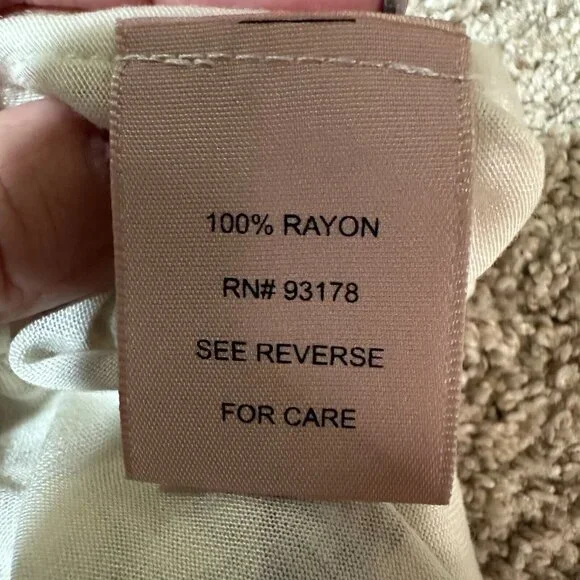 100% RAYON
RN# 93178
SEE REVERSE
FOR CARE